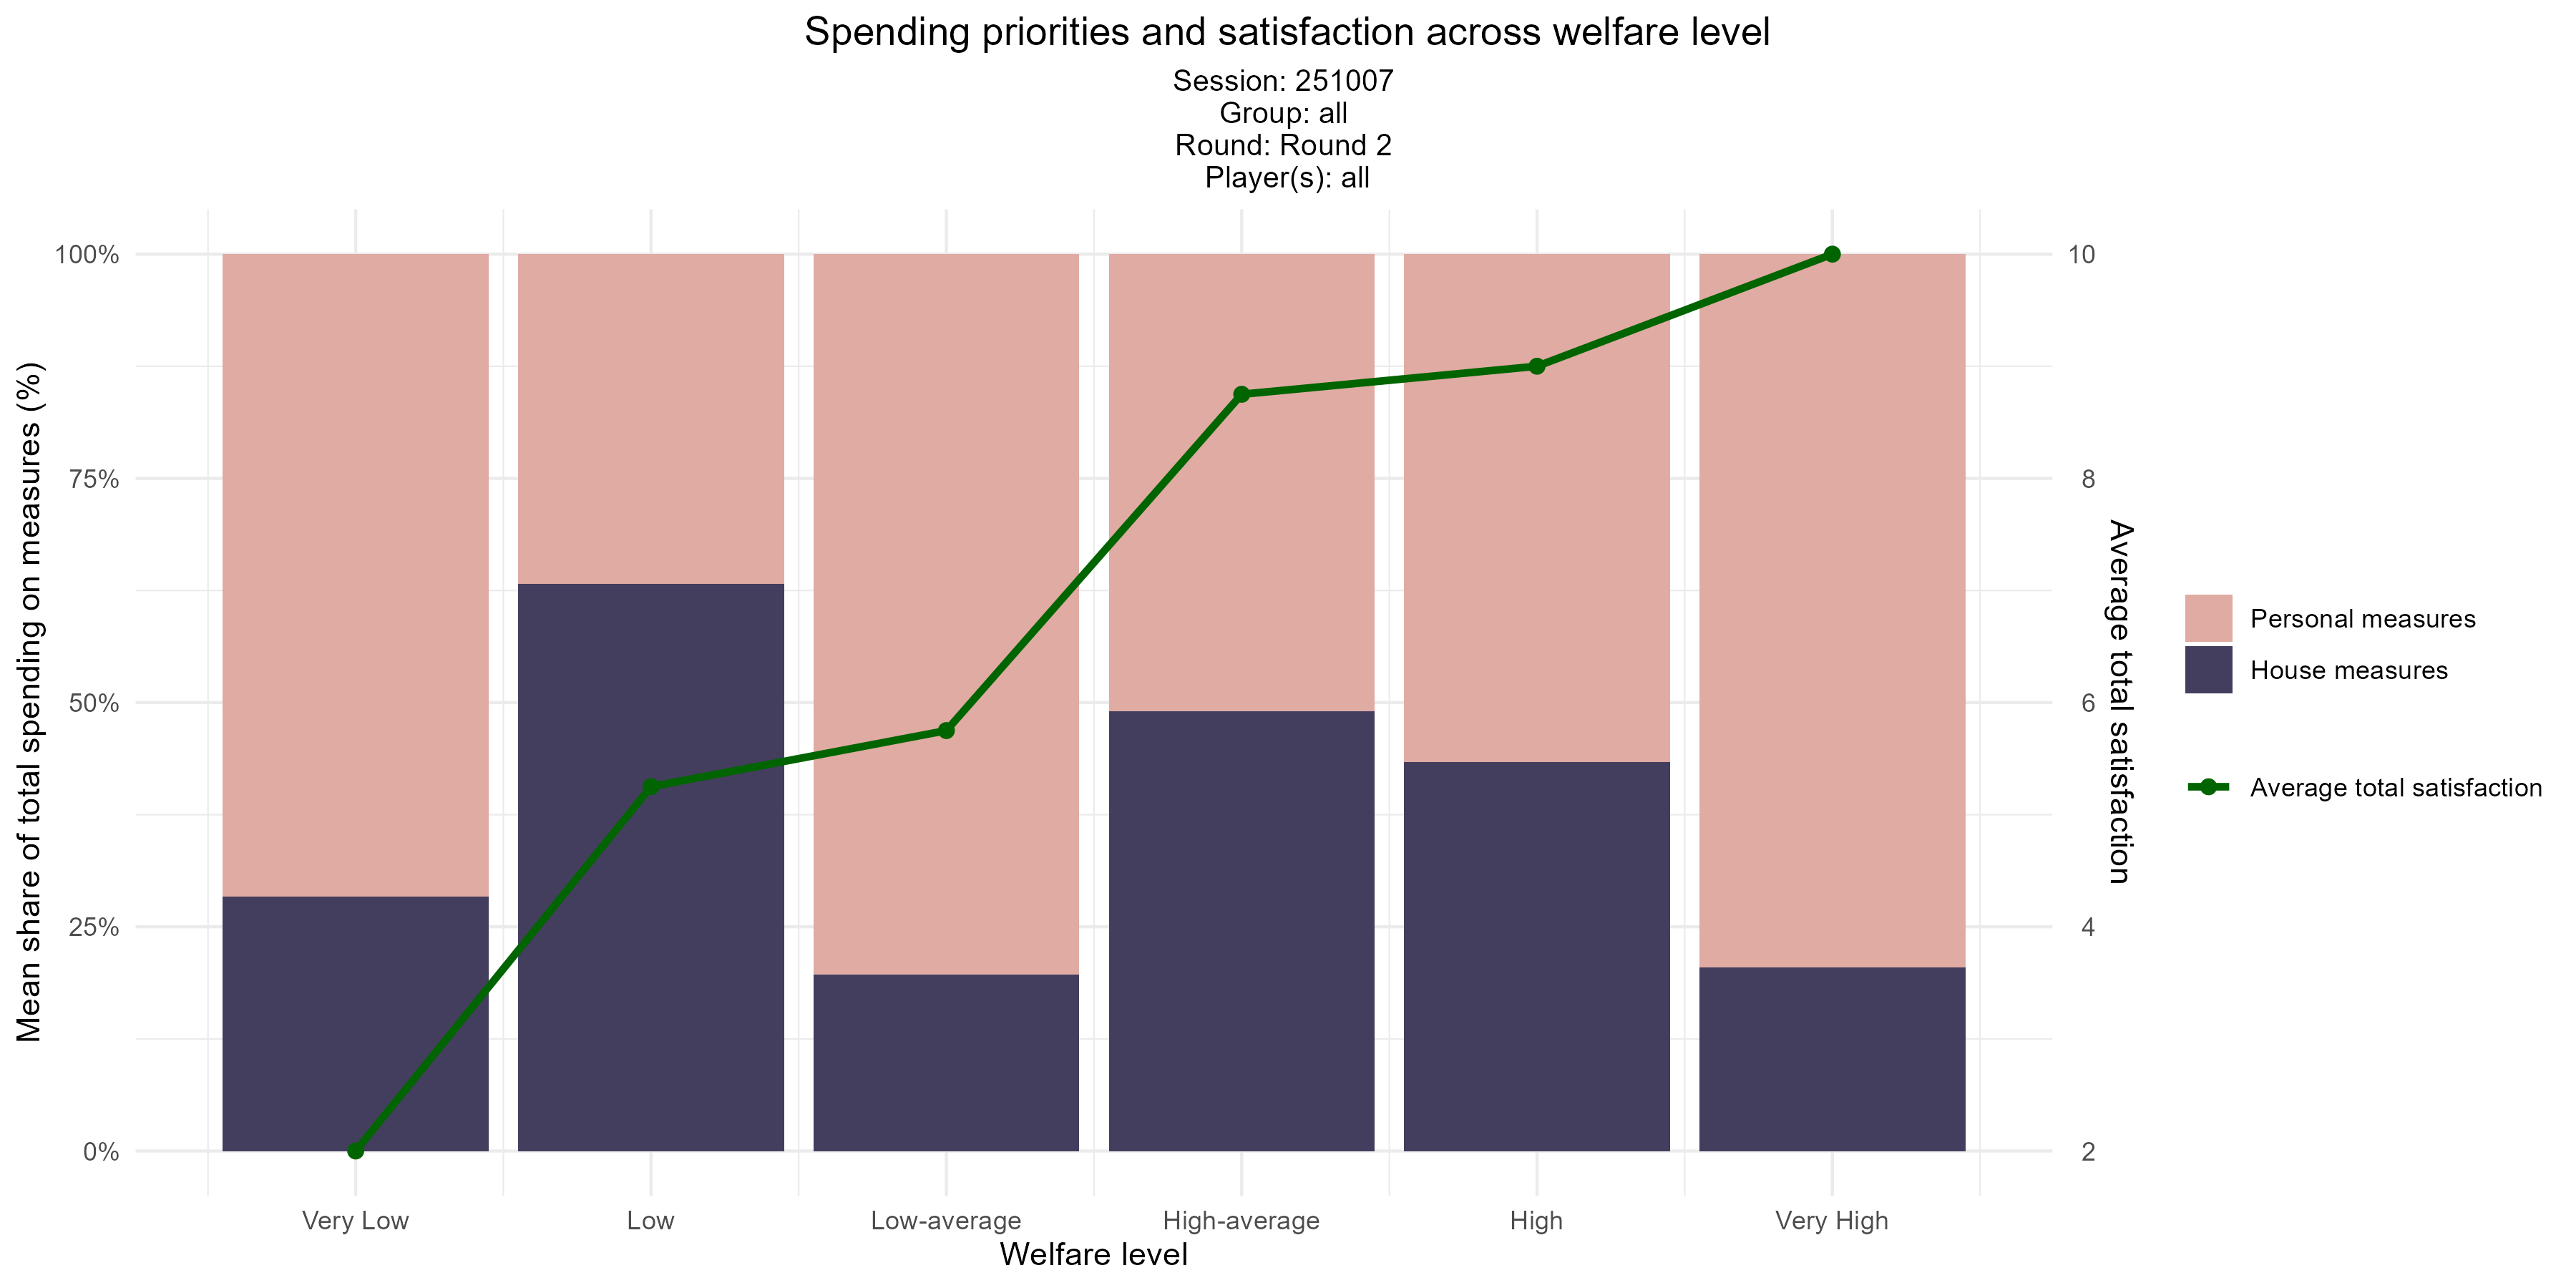 Spending priorities and satisfaction across welfare level
Session: 251007
Group: all
Round: Round 2
Player(s): all
Mean share of total spending on measures (%)
100%
75%
50%
25%
0%
10
8
6
4
2
Average total satisfaction
Personal measures
House measures
Average total satisfaction
Very Low
Low
Low-average
High-average
High
Very High
Welfare level